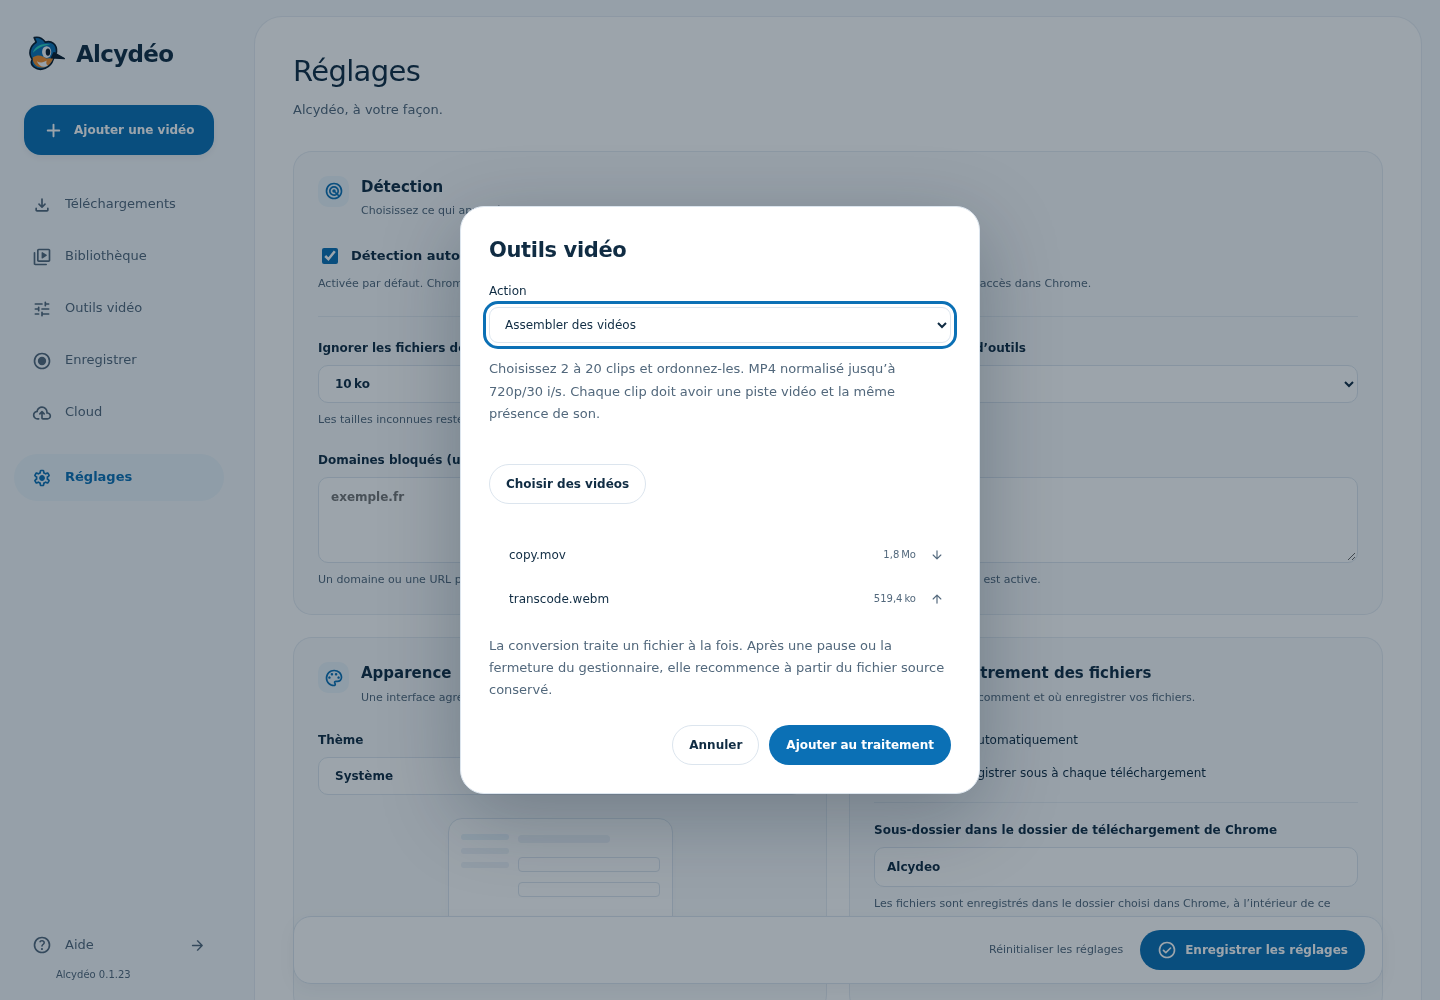 Alcydéo
Ajouter une vidéo
Téléchargements
Bibliothèque
Outils vidéo
Enregistrer
Cloud
Réglages
Aide
Alcydéo 0.1.23
Réglages
Alcydéo, à votre façon.
Détection
Choisissez ce qui
Détection
Activée par défaut.
accès dans Chrome.
Ignorer les fichiers
d’outils
10 ko
Les tailles inconnues
Domaines bloqués
exemple.fr
Un domaine ou une URL
est active.
Apparence
Une interface
Thème
Système
des fichiers
comment et où enregistrer vos fichiers.
sous à chaque téléchargement
Sous-dossier dans le dossier de téléchargement de Chrome
Alcydeo
Les fichiers sont enregistrés dans le dossier choisi dans Chrome, à l’intérieur de ce
Réinitialiser les réglages
Enregistrer les réglages
Outils vidéo
Action
Assembler des vidéos
Choisissez 2 à 20 clips et ordonnez-les. MP4 normalisé jusqu’à
720p/30 i/s. Chaque clip doit avoir une piste vidéo et la même
présence de son.
Choisir des vidéos
copy.mov
1,8 Mo
transcode.webm
519,4 ko
La conversion traite un fichier à la fois. Après une pause ou la
fermeture du gestionnaire, elle recommence à partir du fichier source
conservé.
Annuler
Ajouter au traitement